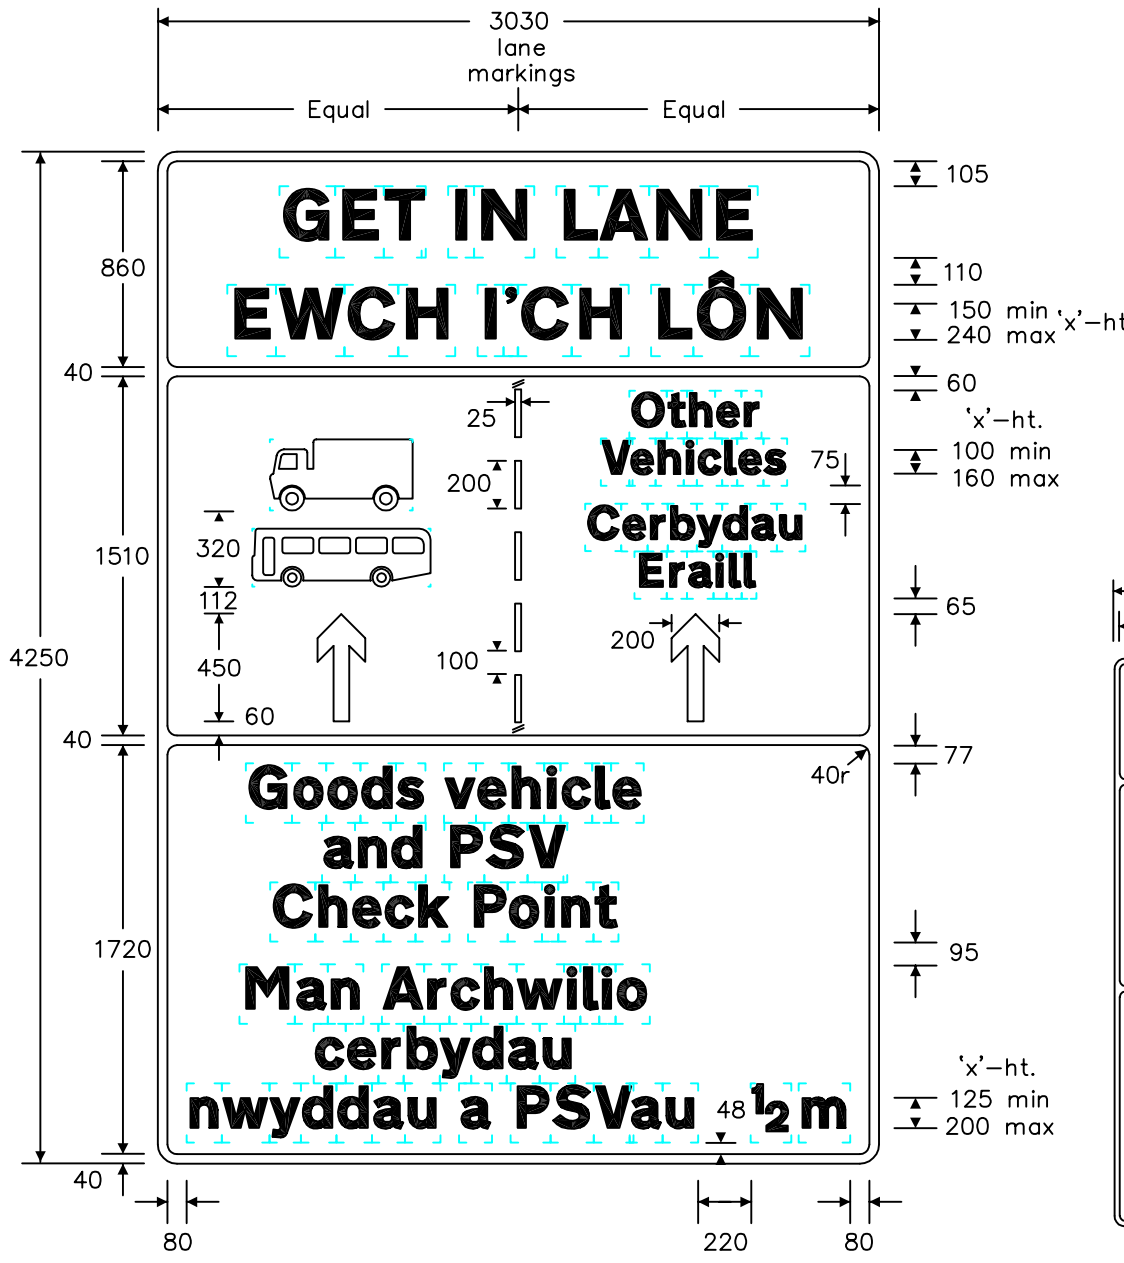 3030
lane
markings
Equal Equal
GET IN LANE
105
860
110
EWCH I'CH LÔN
150 min
240 max 'x'-ht
40
60
25
Other
'x'-ht.
Vehicles
75
100 min
160 max
200
Cerbydau
1510
320
Eraill
112
65
200
100
450
4250
60
40
77
40r
Goods vehicle
and PSV
Check Point
1720
95
Man Archwilio
cerbydau
'x'-ht.
125 min
200 max
nwyddau a PSVau 48 ½ m
40
80 220 80